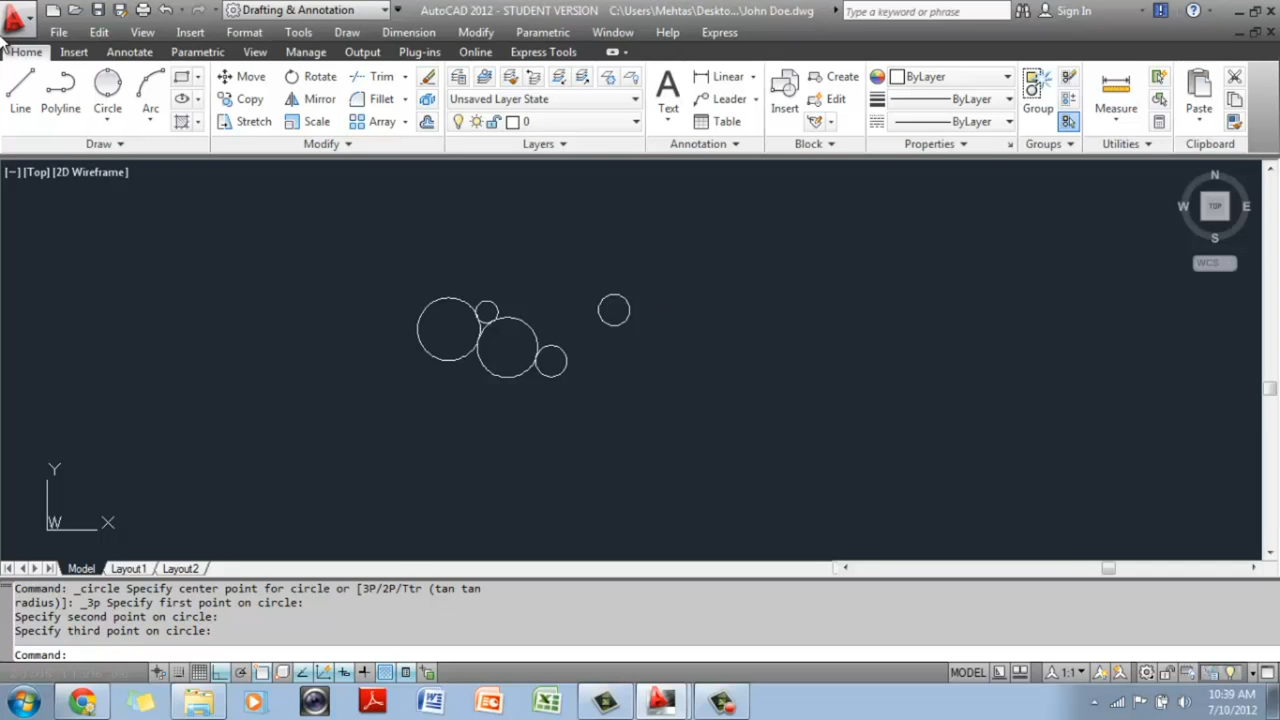 Drafting & Annotation
AutoCAD 2012 - STUDENT VERSION C:\Users\Mehtas\Deskto...\John Doe.dwg
Type a keyword or phrase
Sign In
File Edit View Insert Format Tools Draw Dimension Modify Parametric Window Help Express
Home Insert Annotate Parametric View Manage Output Plug-ins Online Express Tools
Line Polyline Circle Arc
Move Rotate Trim
Copy Mirror Fillet
Stretch Scale Array
Unsaved Layer State
0
Text
Linear
Leader
Table
Insert
Create
Edit
ByLayer
ByLayer
ByLayer
Group
Measure
Paste
Draw Modify Layers Annotation Block Properties Groups Utilities Clipboard
[−] [Top] [2D Wireframe]
N
W TOP E
S
WCS
Y
W X
Model Layout1 Layout2
Command: _circle Specify center point for circle or [3P/2P/Ttr (tan tan
radius)]: _3p Specify first point on circle:
Specify second point on circle:
Specify third point on circle:
Command:
MODEL
1:1
10:39 AM
7/10/2012